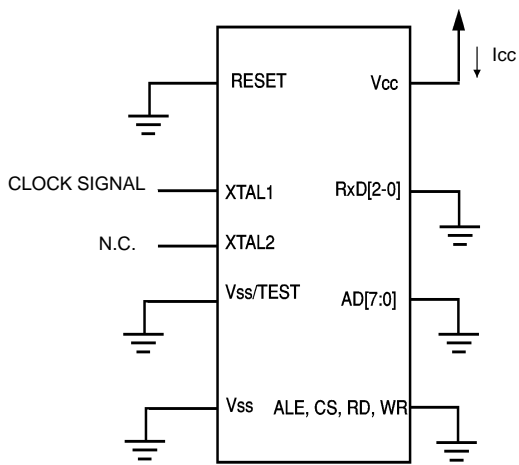 Icc
RESET
Vcc
CLOCK SIGNAL
XTAL1
RxD[2-0]
N.C.
XTAL2
Vss/TEST
AD[7:0]
Vss
ALE, CS, RD, WR